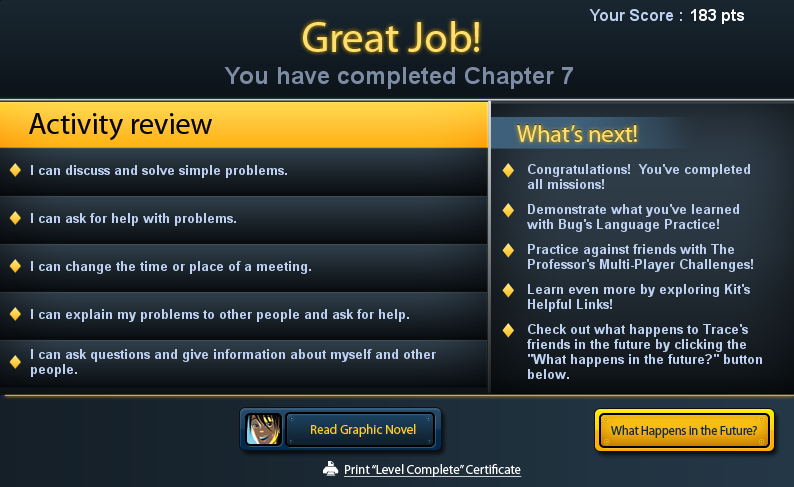 Your Score : 183 pts
Great Job!
You have completed Chapter 7
Activity review
I can discuss and solve simple problems.
I can ask for help with problems.
I can change the time or place of a meeting.
I can explain my problems to other people and ask for help.
I can ask questions and give information about myself and other
people.
What's next!
Congratulations!  You've completed
all missions!
Demonstrate what you've learned
with Bug's Language Practice!
Practice against friends with The
Professor's Multi-Player Challenges!
Learn even more by exploring Kit's
Helpful Links!
Check out what happens to Trace's
friends in the future by clicking the
"What happens in the future?" button
below.
Read Graphic Novel
What Happens in the Future?
Print “Level Complete” Certificate